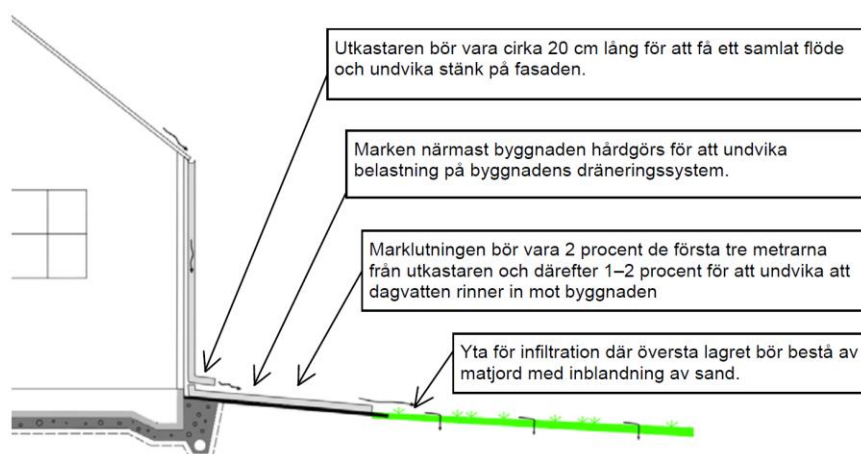 Utkastaren bör vara cirka 20 cm lång för att få ett samlat flöde
och undvika stänk på fasaden.
Marken närmast byggnaden hårdgörs för att undvika
belastning på byggnadens dräneringssystem.
Marklutningen bör vara 2 procent de första tre metrarna
från utkastaren och därefter 1–2 procent för att undvika att
dagvatten rinner in mot byggnaden
Yta för infiltration där översta lagret bör bestå av
matjord med inblandning av sand.